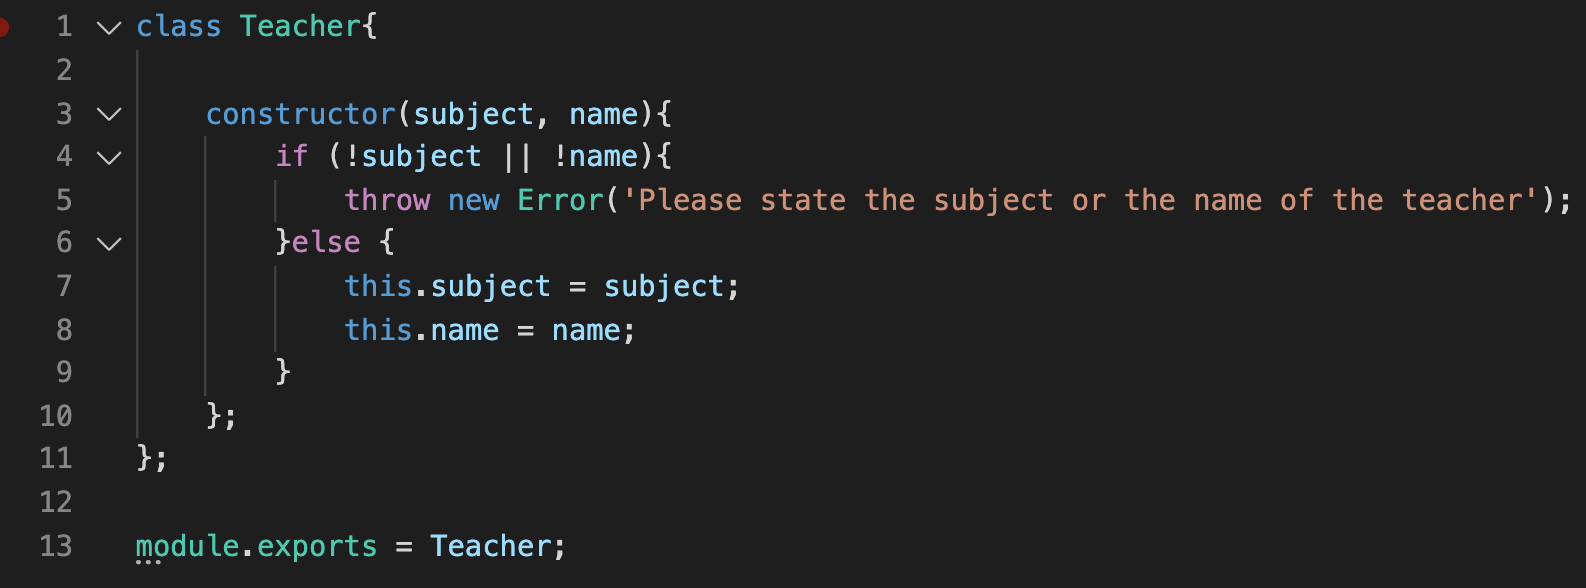 1 class Teacher{
2
3     constructor(subject, name){
4         if (!subject || !name){
5             throw new Error('Please state the subject or the name of the teacher');
6         }else {
7             this.subject = subject;
8             this.name = name;
9         }
10     };
11 };
12
13 module.exports = Teacher;